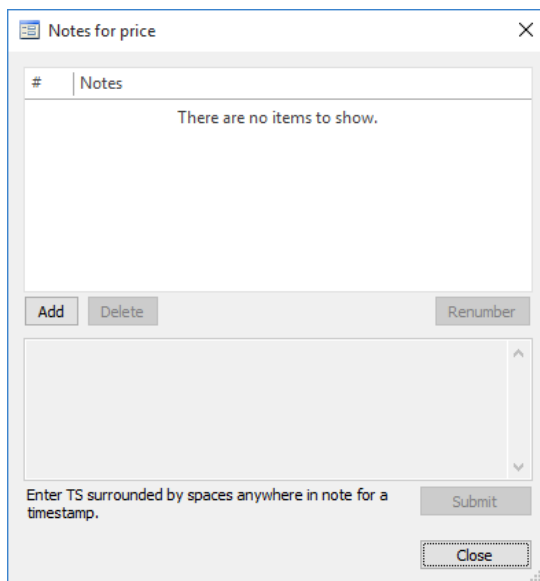 Notes for price
# Notes
There are no items to show.
Add Delete Renumber
Enter TS surrounded by spaces anywhere in note for a
timestamp.
Submit
Close